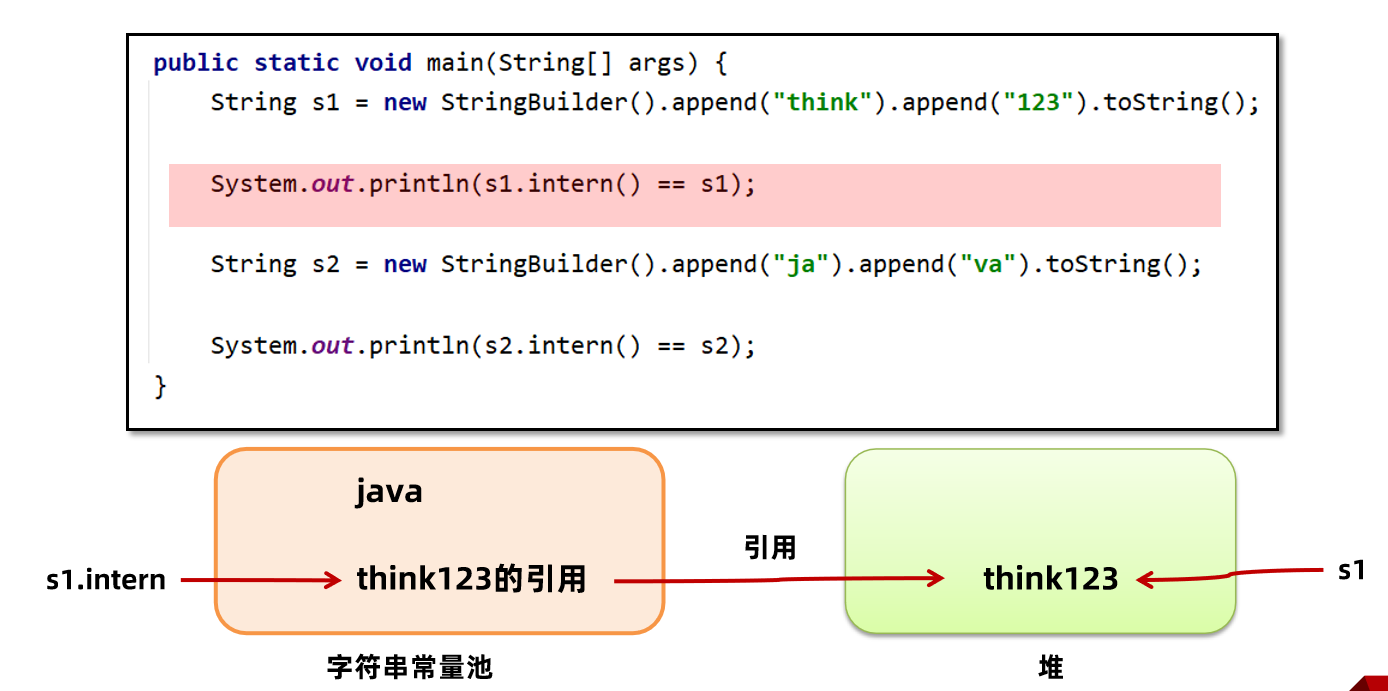 public static void main(String[] args) {
String s1 = new StringBuilder().append("think").append("123").toString();
System.out.println(s1.intern() == s1);
String s2 = new StringBuilder().append("ja").append("va").toString();
System.out.println(s2.intern() == s2);
}
java
引用
s1.intern
think123的引用
think123
s1
字符串常量池
堆